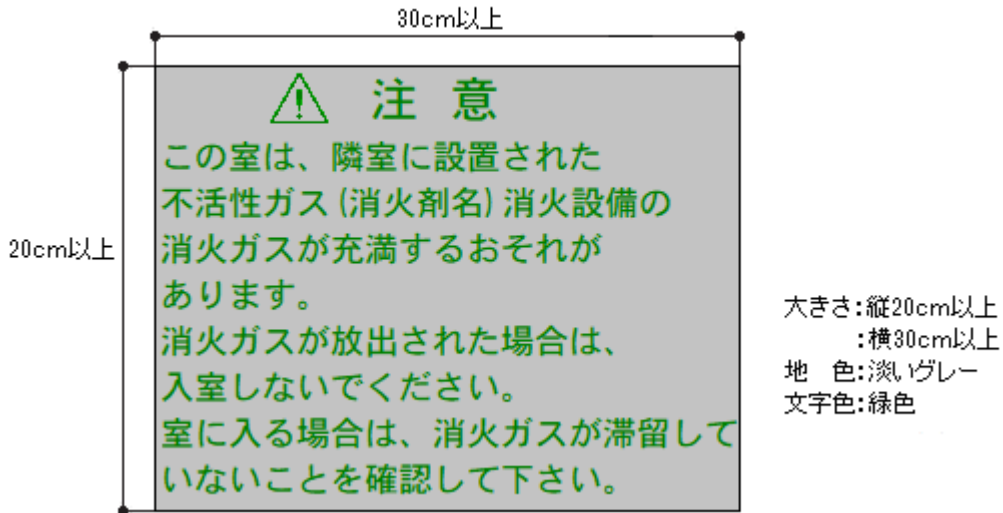 30cm以上
⚠ 注 意
この室は、隣室に設置された
不活性ガス(消火剤名)消火設備の
消火ガスが充満するおそれが
あります。
消火ガスが放出された場合は、
入室しないでください。
室に入る場合は、消火ガスが滞留して
いないことを確認して下さい。
20cm以上
大きさ:縦20cm以上
:横30cm以上
地 色:淡いグレー
文字色:緑色